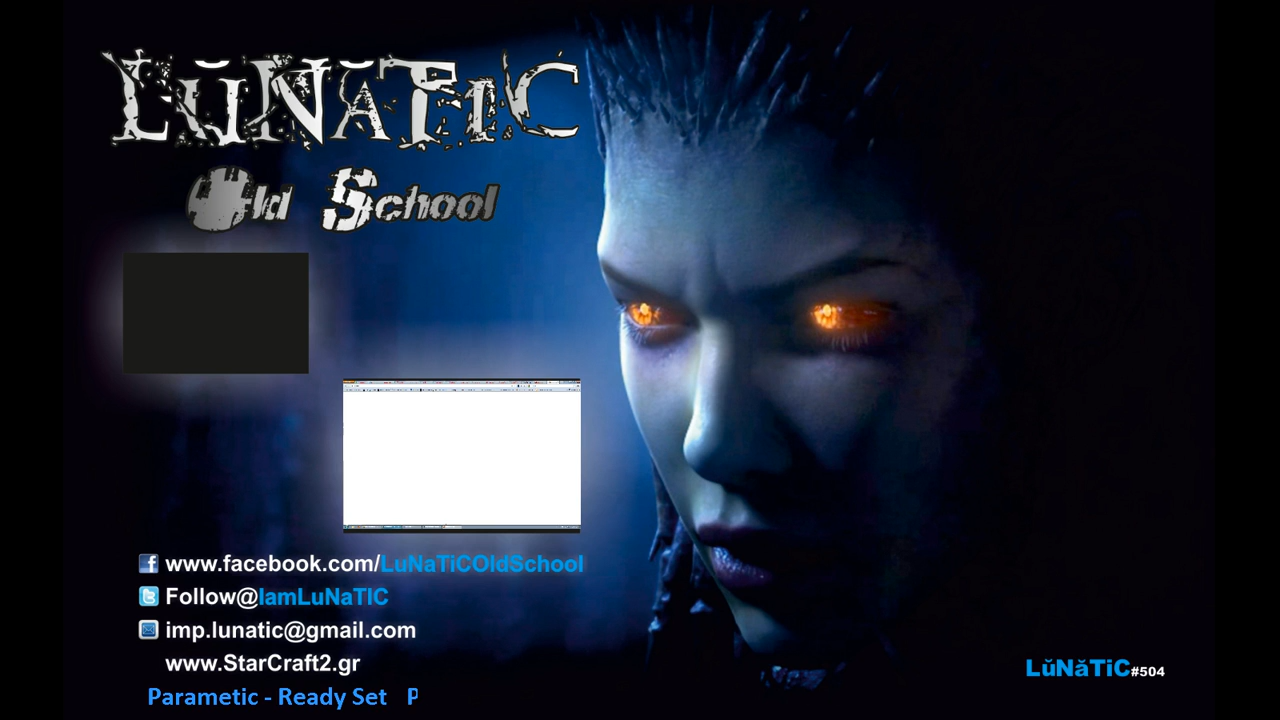 LŭNăTiC
Old School
www.facebook.com/LuNaTiCOldSchool
Follow@IamLuNaTIC
imp.lunatic@gmail.com
www.StarCraft2.gr
Parametic - Ready Set P
LŭNăTiC#504